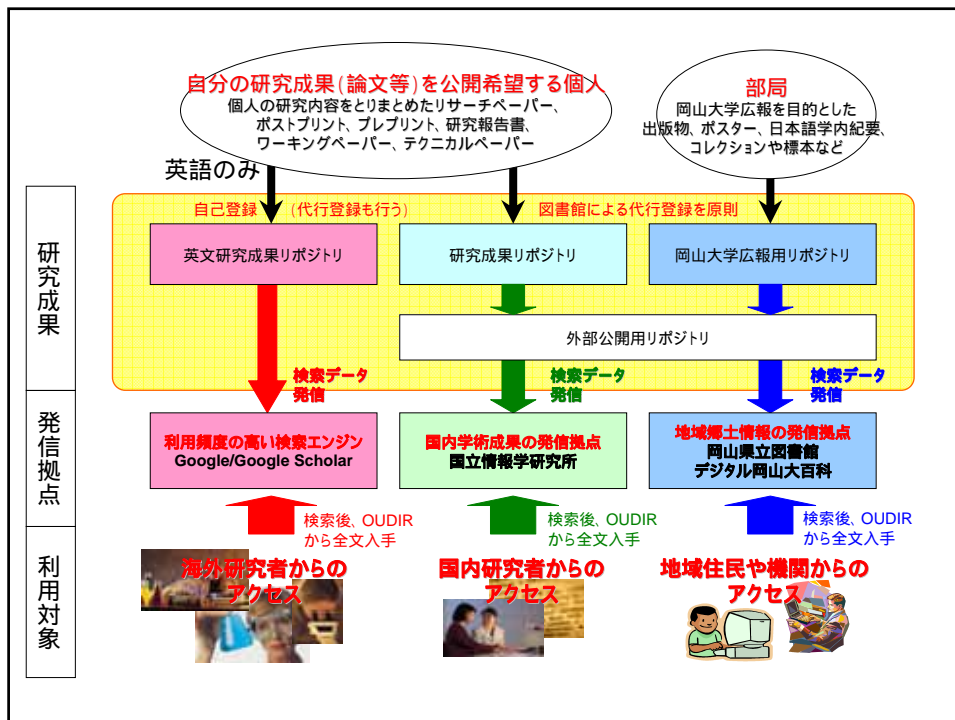 自分の研究成果(論文等)を公開希望する個人
個人の研究内容をとりまとめたリサーチペーパー、
ポストプリント、プレプリント、研究報告書、
ワーキングペーパー、テクニカルペーパー
部局
岡山大学広報を目的とした
出版物、ポスター、日本語学内紀要、
コレクションや標本など
英語のみ
研究成果
自己登録 (代行登録も行う)
図書館による代行登録を原則
英文研究成果リポジトリ
研究成果リポジトリ
岡山大学広報用リポジトリ
外部公開用リポジトリ
検索データ
発信
検索データ
発信
検索データ
発信
発信拠点
利用頻度の高い検索エンジン
Google/Google Scholar
国内学術成果の発信拠点
国立情報学研究所
地域郷土情報の発信拠点
岡山県立図書館
デジタル岡山大百科
検索後、OUDIR
から全文入手
検索後、OUDIR
から全文入手
検索後、OUDIR
から全文入手
利用対象
海外研究者からの
アクセス
国内研究者からの
アクセス
地域住民や機関からの
アクセス